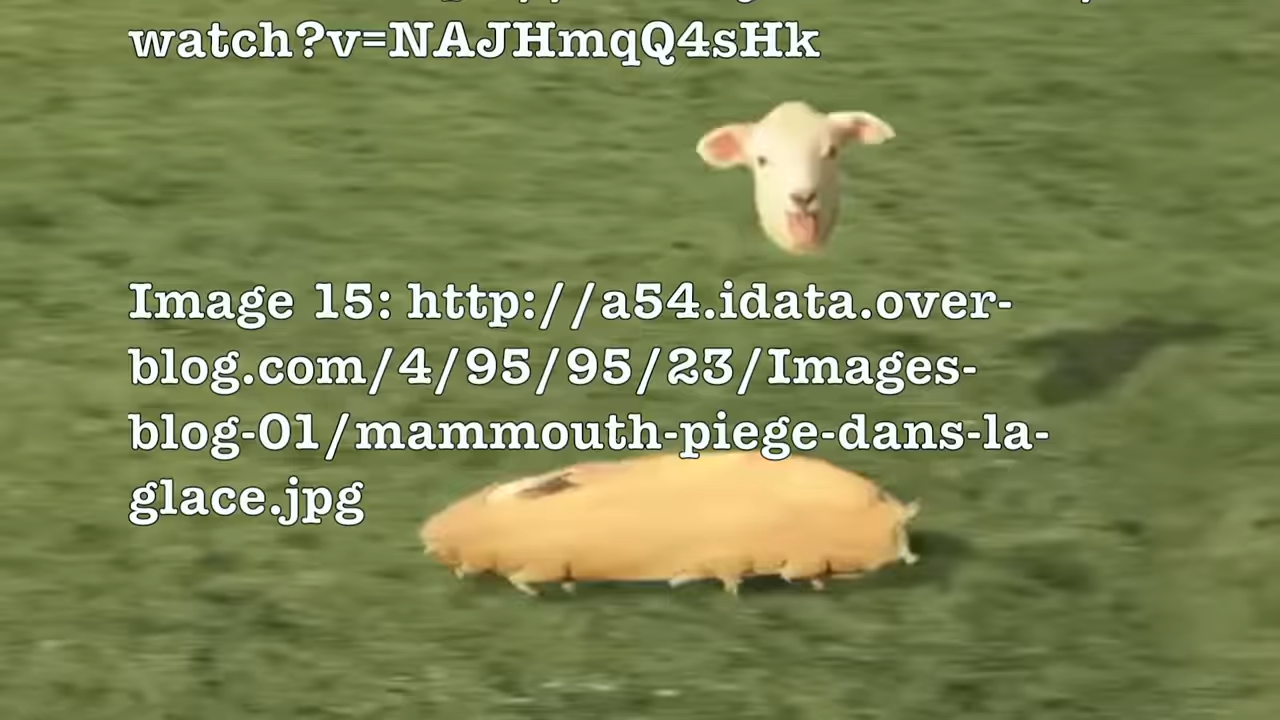 watch?v=NAJHmqQ4sHk
Image 15: http://a54.idata.over-
blog.com/4/95/95/23/Images-
blog-01/mammouth-piege-dans-la-
glace.jpg